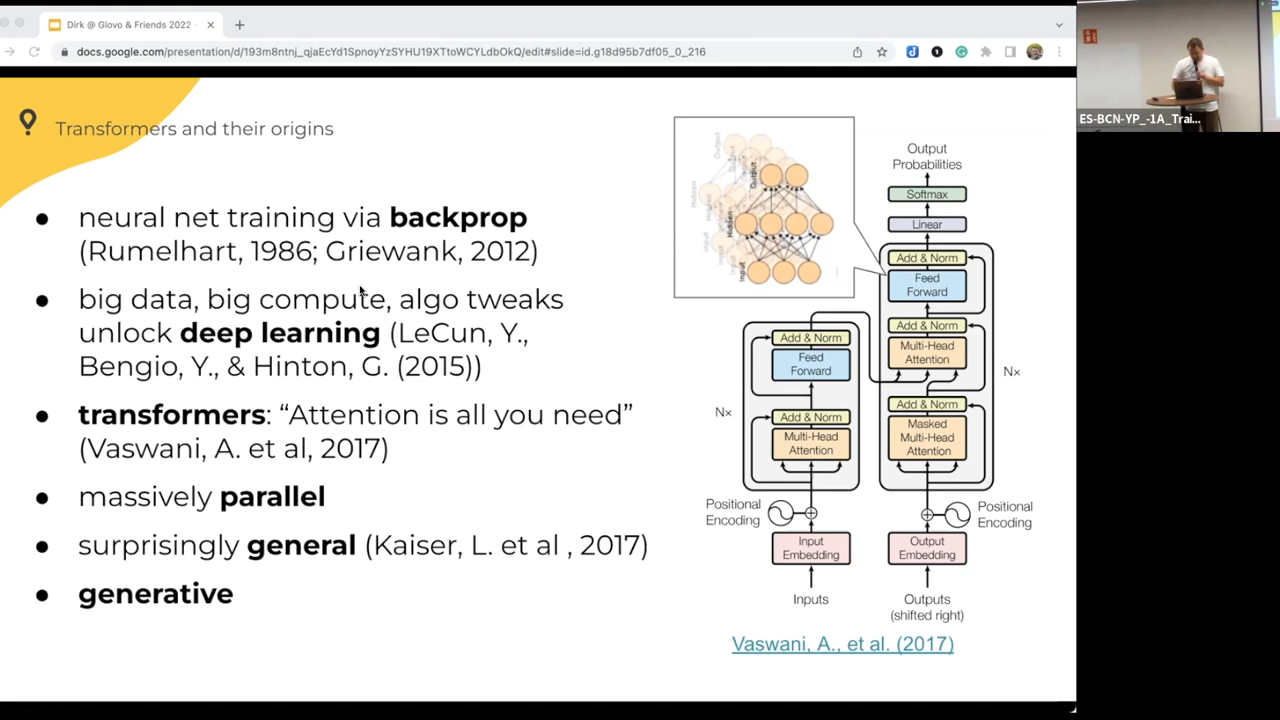 Dirk @ Glovo & Friends 2022
docs.google.com/presentation/d/193m8ntnj_qjaEcYd1SpnoyYzSYHU19XTtoWCYLdbOkQ/edit#slide=id.g18d95b7df05_0_216
ES-BCN-YP_-1A_Trai...
Transformers and their origins
● neural net training via backprop
(Rumelhart, 1986; Griewank, 2012)
● big data, big compute, algo tweaks
unlock deep learning (LeCun, Y.,
Bengio, Y., & Hinton, G. (2015))
● transformers: “Attention is all you need”
(Vaswani, A. et al, 2017)
● massively parallel
● surprisingly general (Kaiser, L. et al , 2017)
● generative
Output
Hidden
Input
Output
Probabilities
Softmax
Linear
Add & Norm
Feed
Forward
Add & Norm
Multi-Head
Attention
Nx
Add & Norm
Masked
Multi-Head
Attention
Add & Norm
Feed
Forward
Nx
Add & Norm
Multi-Head
Attention
Positional
Encoding
Positional
Encoding
Input
Embedding
Output
Embedding
Inputs
Outputs
(shifted right)
Vaswani, A., et al. (2017)